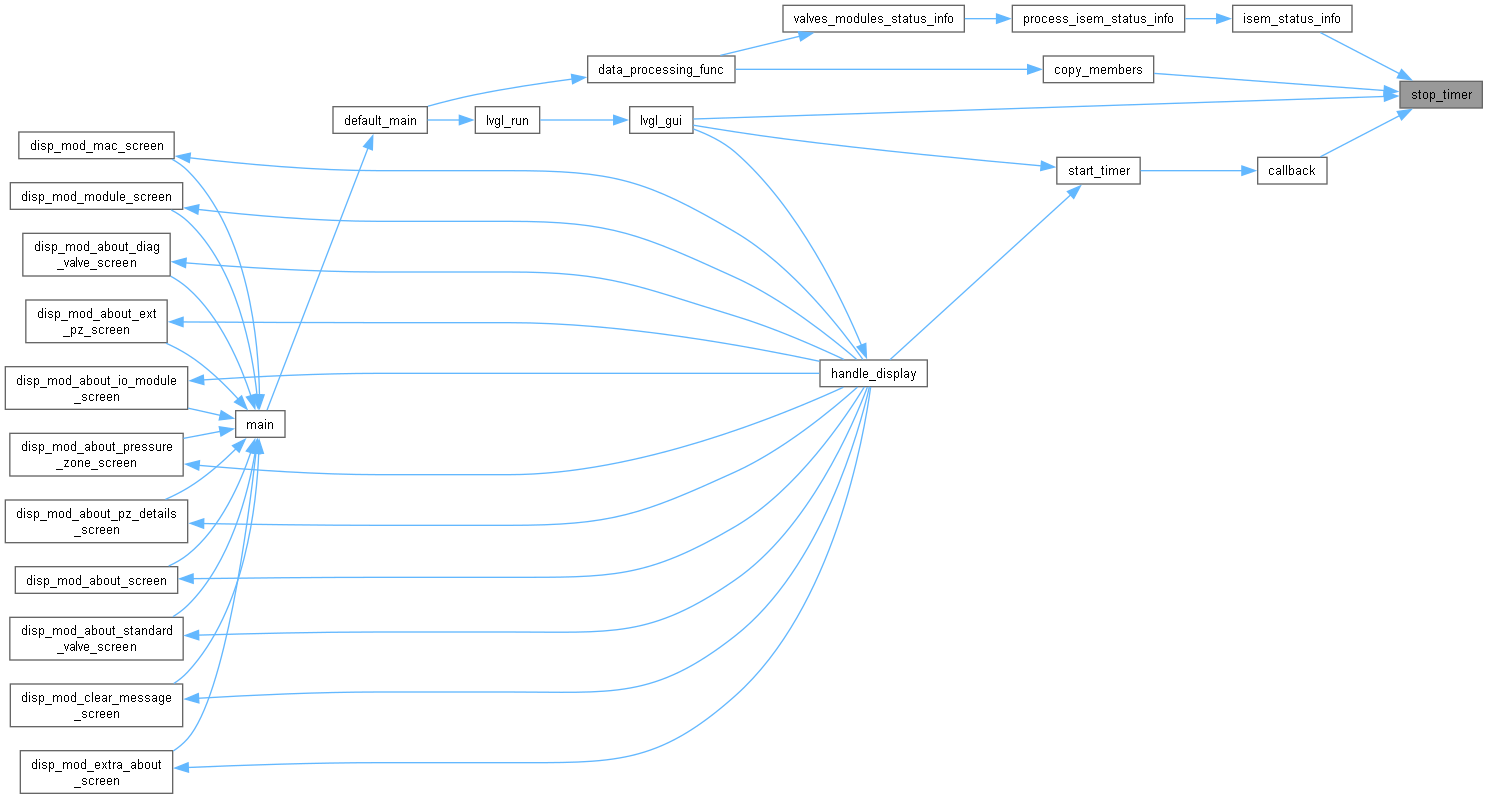 valves_modules_status_info
process_isem_status_info
isem_status_info
data_processing_func
copy_members
stop_timer
default_main
lvgl_run
lvgl_gui
disp_mod_mac_screen
start_timer
callback
disp_mod_module_screen
disp_mod_about_diag
_valve_screen
disp_mod_about_ext
_pz_screen
disp_mod_about_io_module
_screen
handle_display
main
disp_mod_about_pressure
_zone_screen
disp_mod_about_pz_details
_screen
disp_mod_about_screen
disp_mod_about_standard
_valve_screen
disp_mod_clear_message
_screen
disp_mod_extra_about
_screen